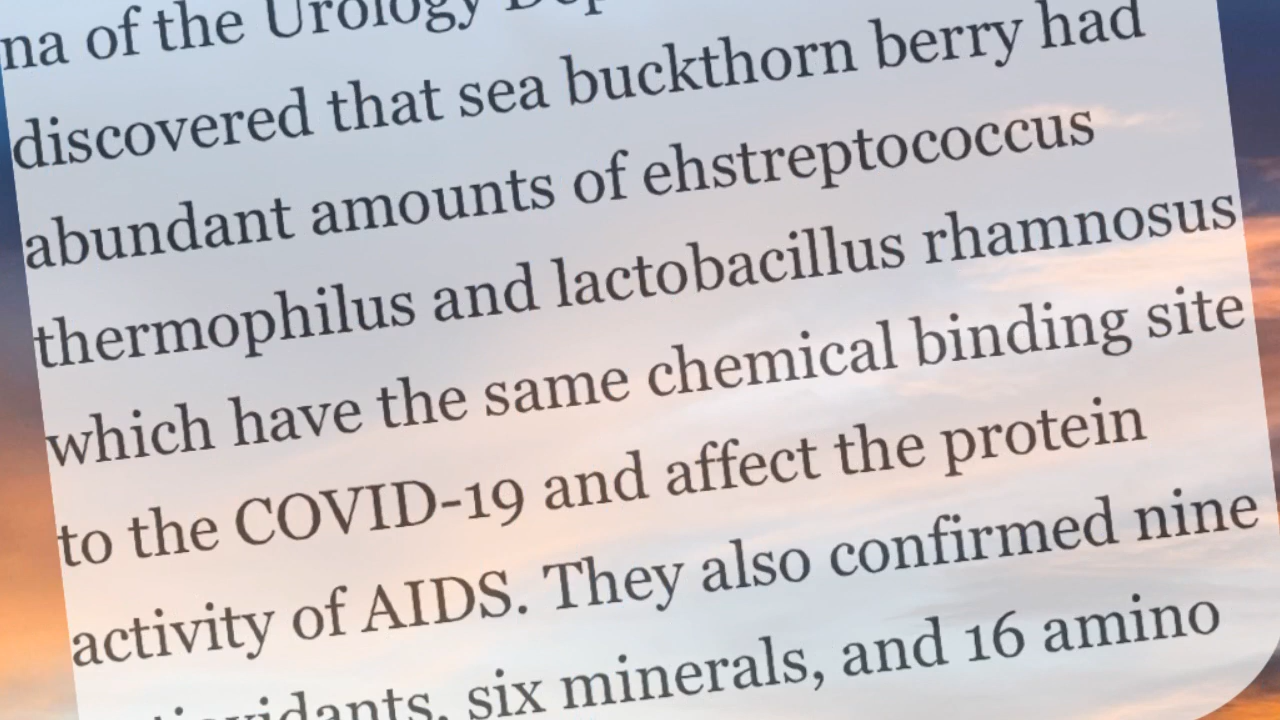 na of the Urology
discovered that sea buckthorn berry had
abundant amounts of ehstreptococcus
thermophilus and lactobacillus rhamnosus
which have the same chemical binding site
to the COVID-19 and affect the protein
activity of AIDS. They also confirmed nine
six minerals, and 16 amino